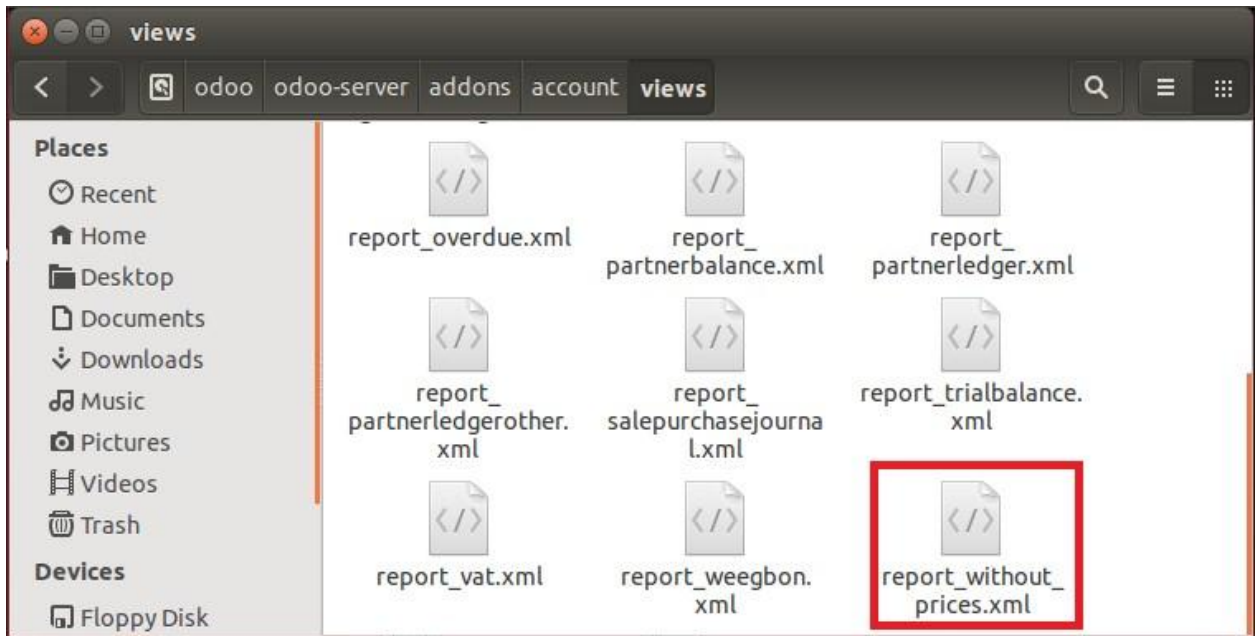 views
odoo odoo-server addons account views
Places
Recent
Home
Desktop
Documents
Downloads
Music
Pictures
Videos
Trash
Devices
Floppy Disk
report_overdue.xml
report_
partnerbalance.xml
report_
partnerledger.xml
report_
partnerledgerother.
xml
report_
salepurchasejourna
l.xml
report_trialbalance.
xml
report_vat.xml
report_weegbon.
xml
report_without_
prices.xml